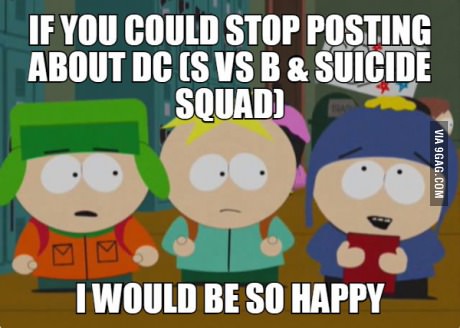 IF YOU COULD STOP POSTING
ABOUT DC (S VS B & SUICIDE
SQUAD)
VIA 9GAG.COM
I WOULD BE SO HAPPY